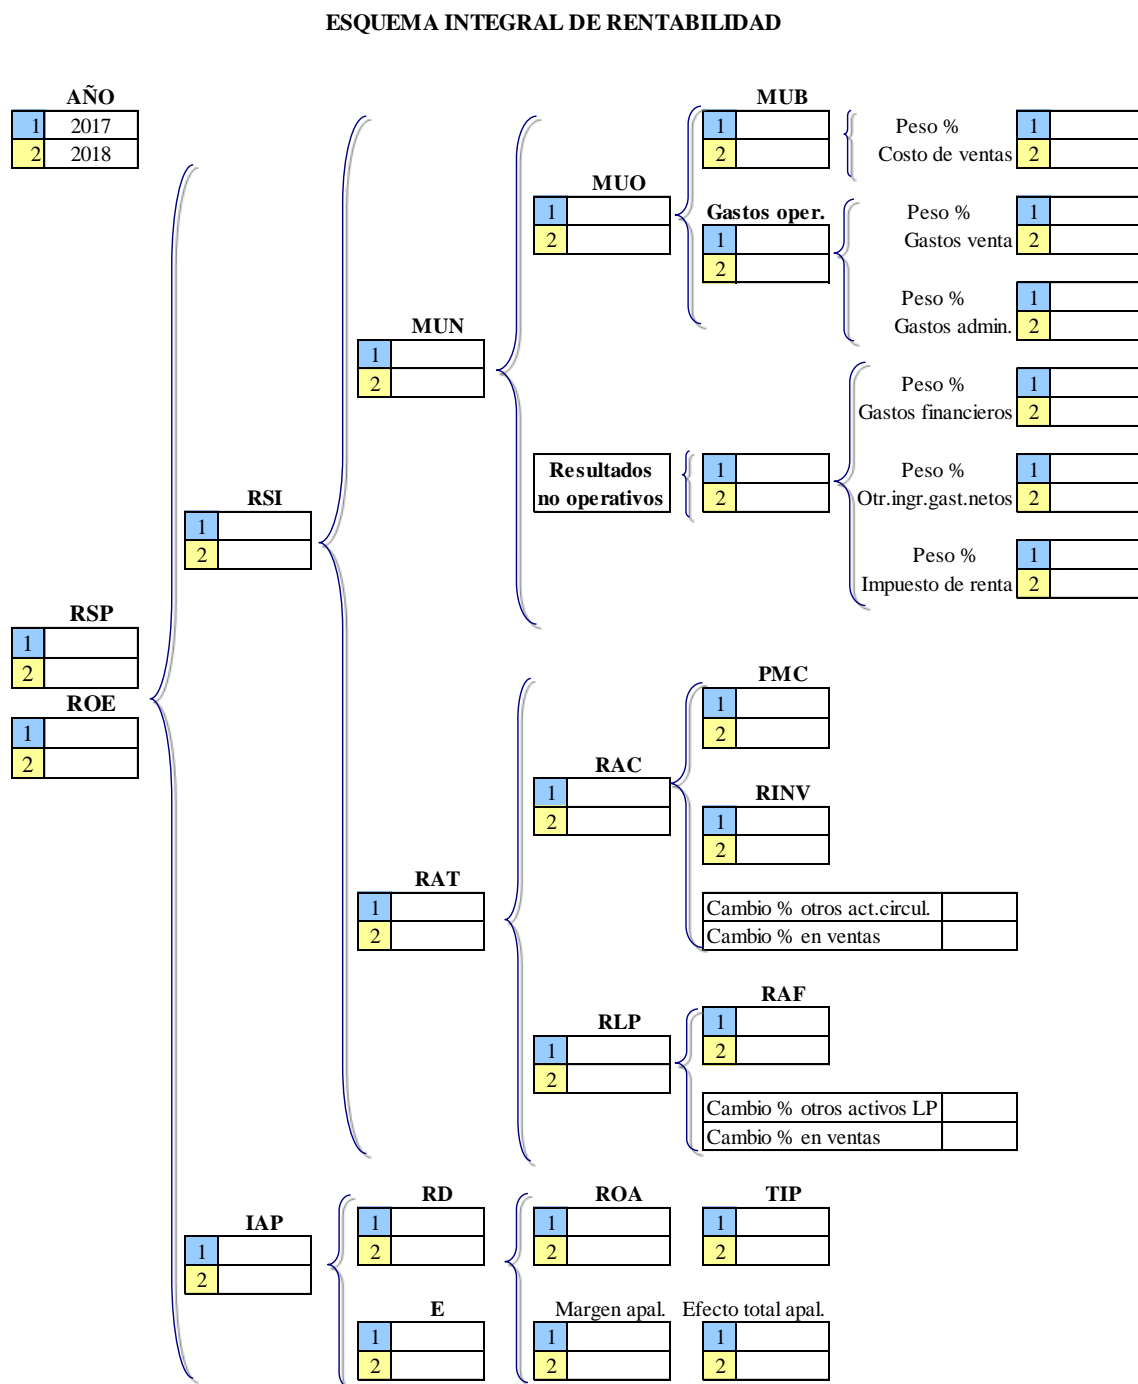 ESQUEMA INTEGRAL DE RENTABILIDAD
AÑO
1 2017
2 2018
MUB
1
2
Peso %
Costo de ventas
1
2
MUO
1
2
Gastos oper.
1
2
Peso %
Gastos venta
1
2
Peso %
Gastos admin.
1
2
MUN
1
2
Peso %
Gastos financieros
1
2
Resultados
no operativos
1
2
Peso %
Otr.ingr.gast.netos
1
2
Peso %
Impuesto de renta
1
2
RSI
1
2
RSP
1
2
ROE
1
2
PMC
1
2
RAC
1
2
RINV
1
2
RAT
1
2
Cambio % otros act.circul.
Cambio % en ventas
RAF
1
2
RLP
1
2
Cambio % otros activos LP
Cambio % en ventas
IAP
1
2
RD
1
2
ROA
1
2
TIP
1
2
E
1
2
Margen apal.
1
2
Efecto total apal.
1
2